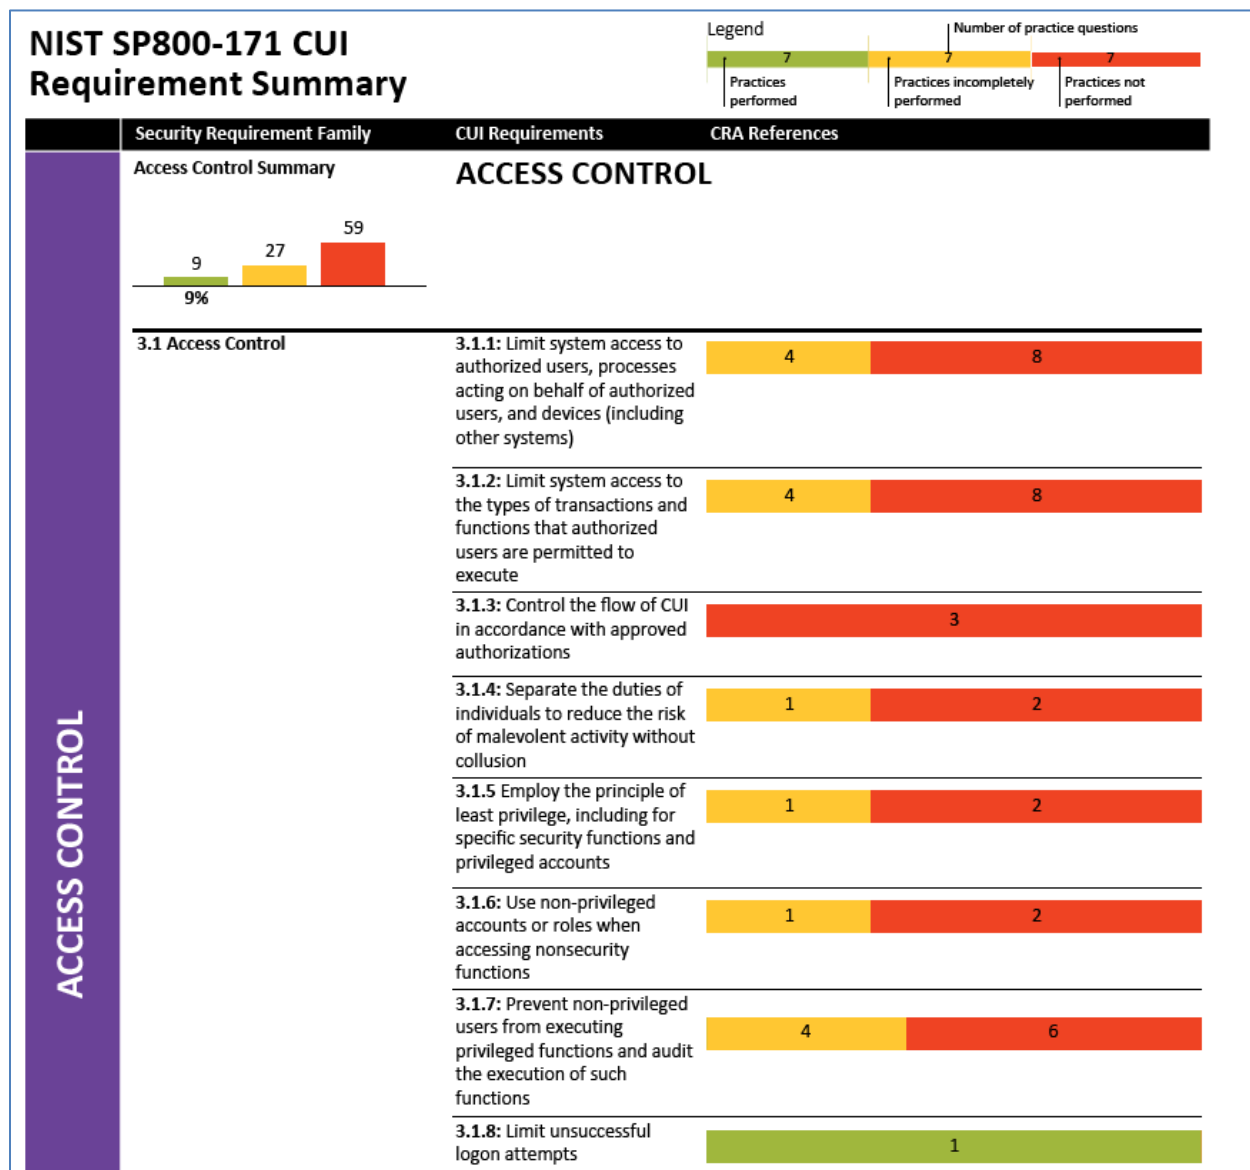 NIST SP800-171 CUI
Requirement Summary
Legend
Number of practice questions
7
7
7
Practices
performed
Practices incompletely
performed
Practices not
performed
Security Requirement Family
CUI Requirements
CRA References
ACCESS CONTROL
Access Control Summary
ACCESS CONTROL
9
27
59
9%
3.1 Access Control
3.1.1: Limit system access to
authorized users, processes
acting on behalf of authorized
users, and devices (including
other systems)
4
8
3.1.2: Limit system access to
the types of transactions and
functions that authorized
users are permitted to
execute
4
8
3.1.3: Control the flow of CUI
in accordance with approved
authorizations
3
3.1.4: Separate the duties of
individuals to reduce the risk
of malevolent activity without
collusion
1
2
3.1.5 Employ the principle of
least privilege, including for
specific security functions and
privileged accounts
1
2
3.1.6: Use non-privileged
accounts or roles when
accessing nonsecurity
functions
1
2
3.1.7: Prevent non-privileged
users from executing
privileged functions and audit
the execution of such
functions
4
6
3.1.8: Limit unsuccessful
logon attempts
1